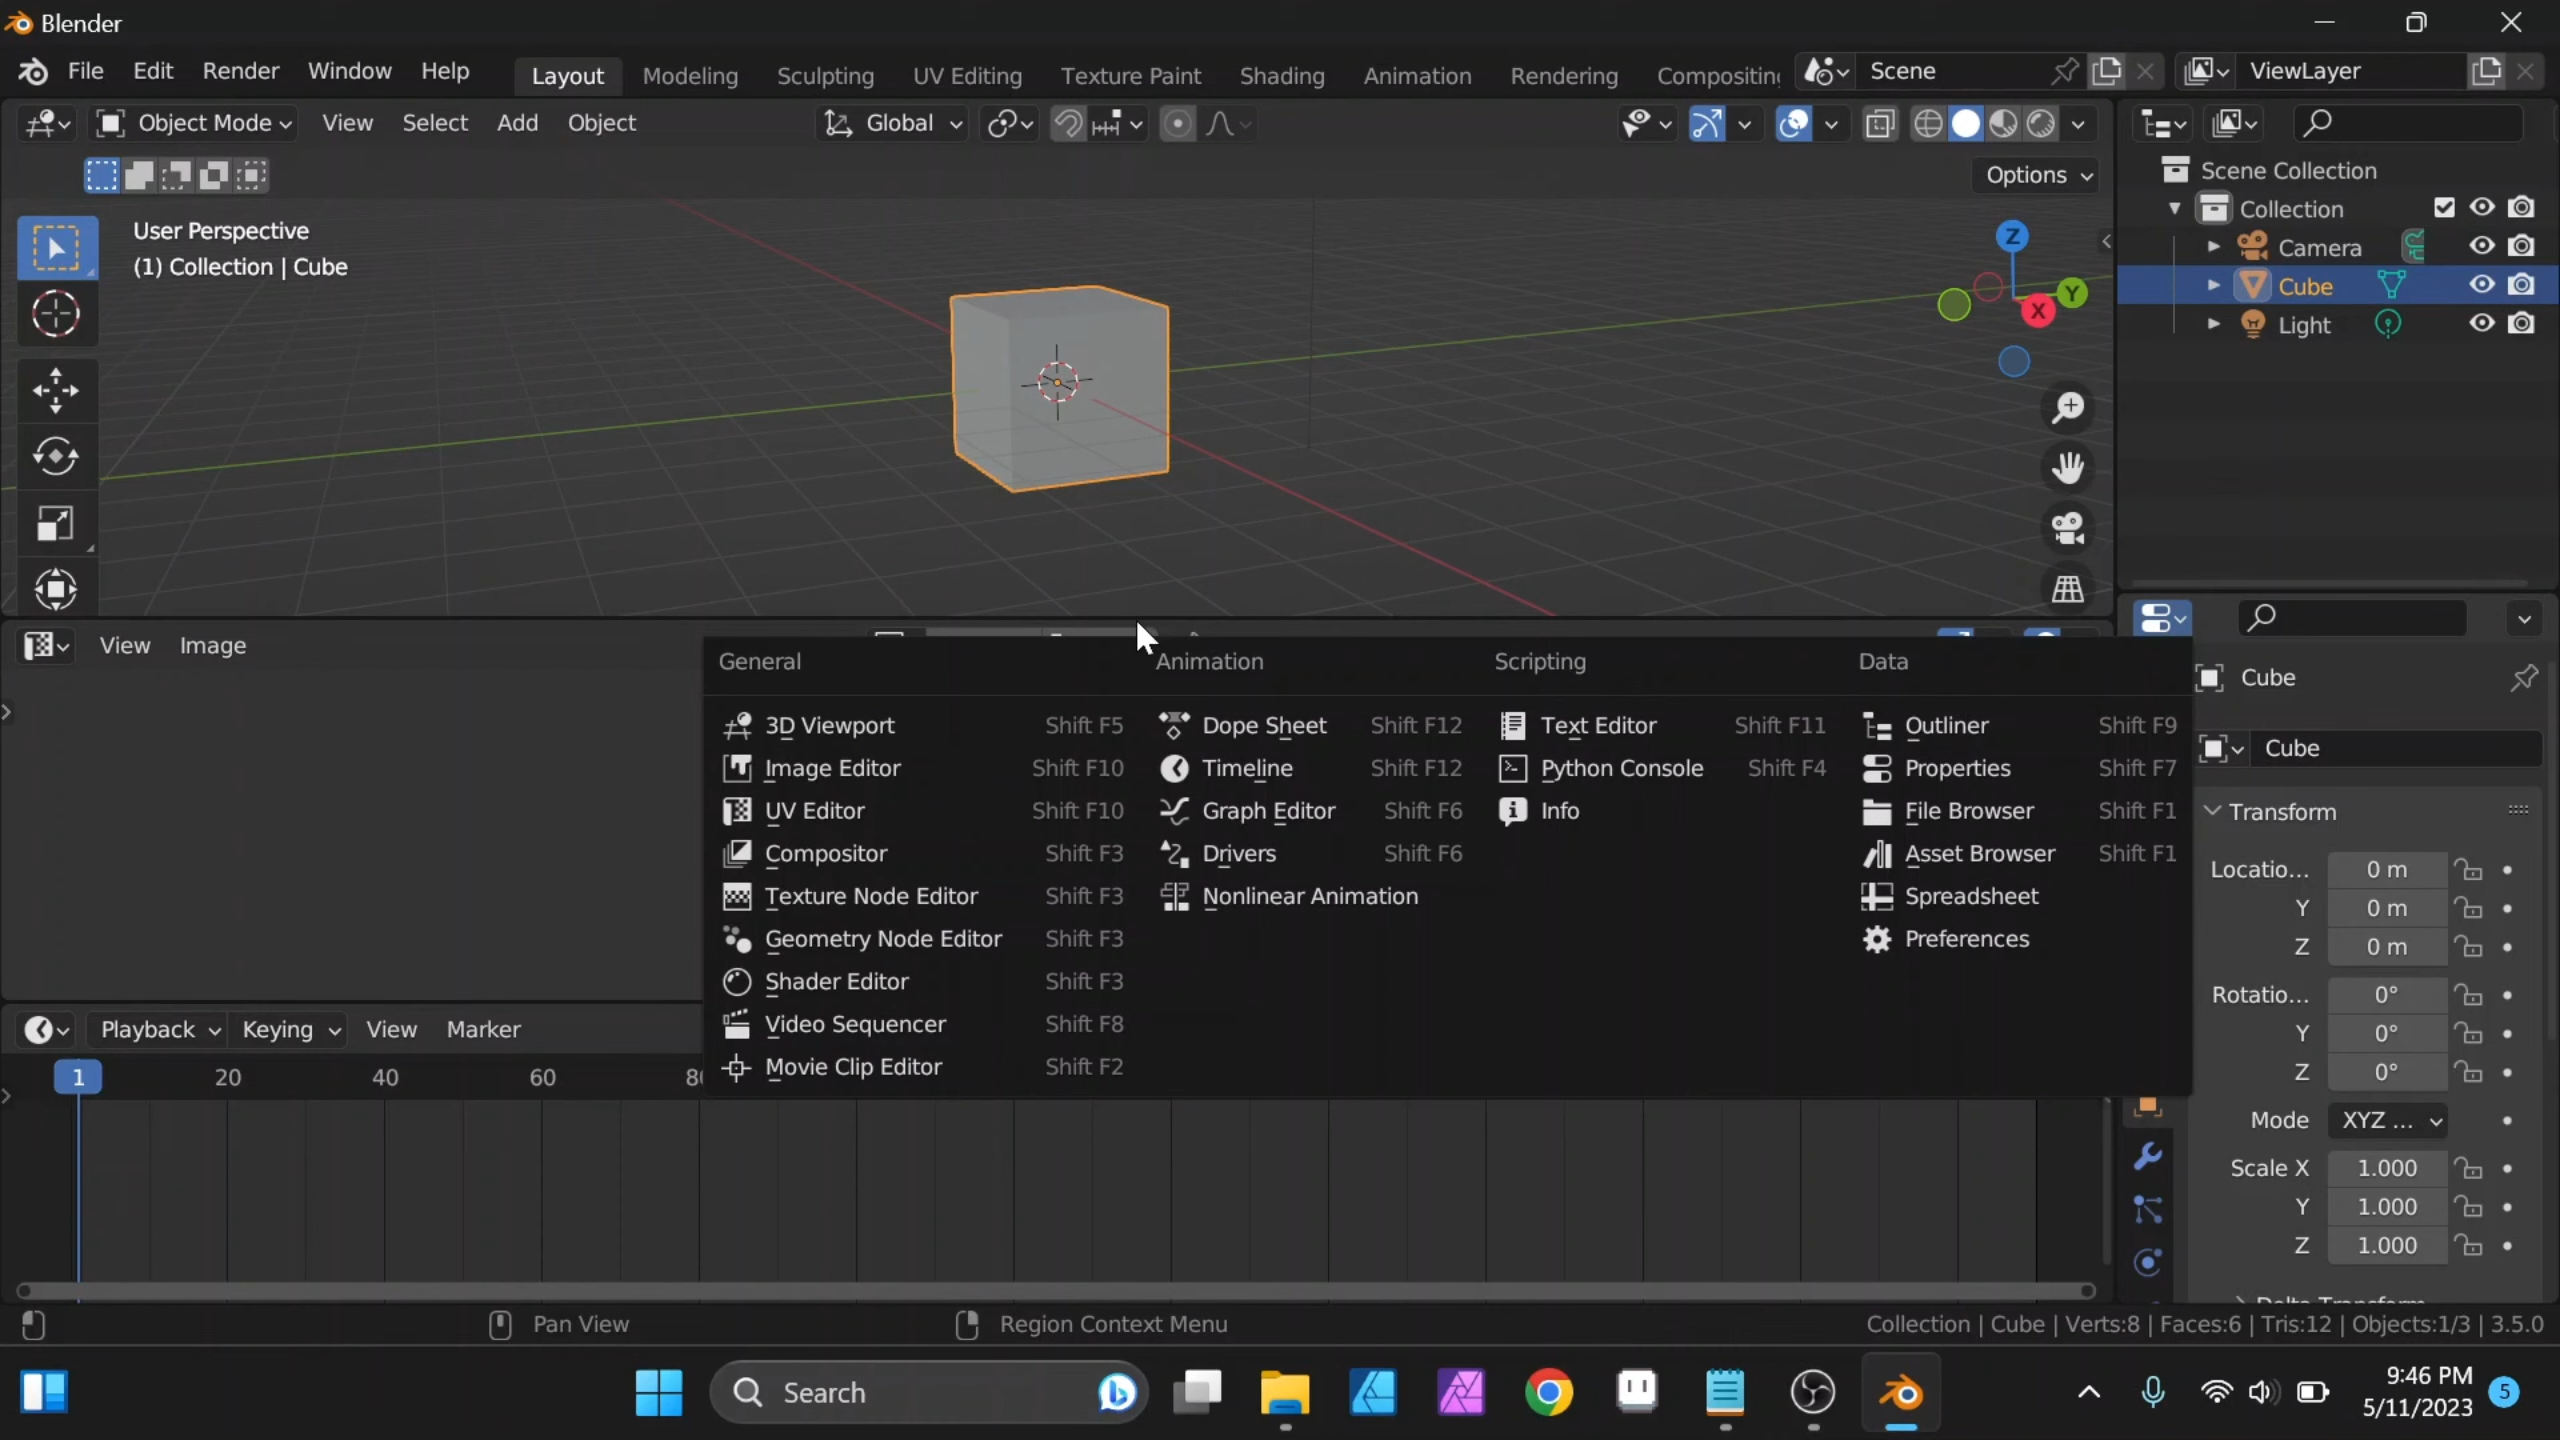 Blender
File Edit Render Window Help Layout Modeling Sculpting UV Editing Texture Paint Shading Animation Rendering Scene ViewLayer
Object Mode View Select Add Object Global
Options
User Perspective
(1) Collection | Cube
Z
Y
X
Scene Collection
Collection
Camera
Cube
Light
View Image
General Animation Scripting Data
3D Viewport Shift F5 Dope Sheet Shift F12 Text Editor Shift F11 Outliner Shift F9
Image Editor Shift F10 Timeline Shift F12 Python Console Shift F4 Properties Shift F7
UV Editor Shift F10 Graph Editor Shift F6 Info File Browser Shift F1
Compositor Shift F3 Drivers Shift F6 Asset Browser Shift F1
Texture Node Editor Shift F3 Nonlinear Animation Spreadsheet
Geometry Node Editor Shift F3 Preferences
Shader Editor Shift F3
Video Sequencer Shift F8
Movie Clip Editor Shift F2
Cube
Cube
Transform
Locatio... 0 m
Y 0 m
Z 0 m
Rotatio... 0°
Y 0°
Z 0°
Mode XYZ ...
Scale X 1.000
Y 1.000
Z 1.000
Playback Keying View Marker
1 20 40 60
Pan View Region Context Menu Collection | Cube | Verts:8 | Faces:6 | Tris:12 | Objects:1/3 | 3.5.0
Search
9:46 PM
5/11/2023 5